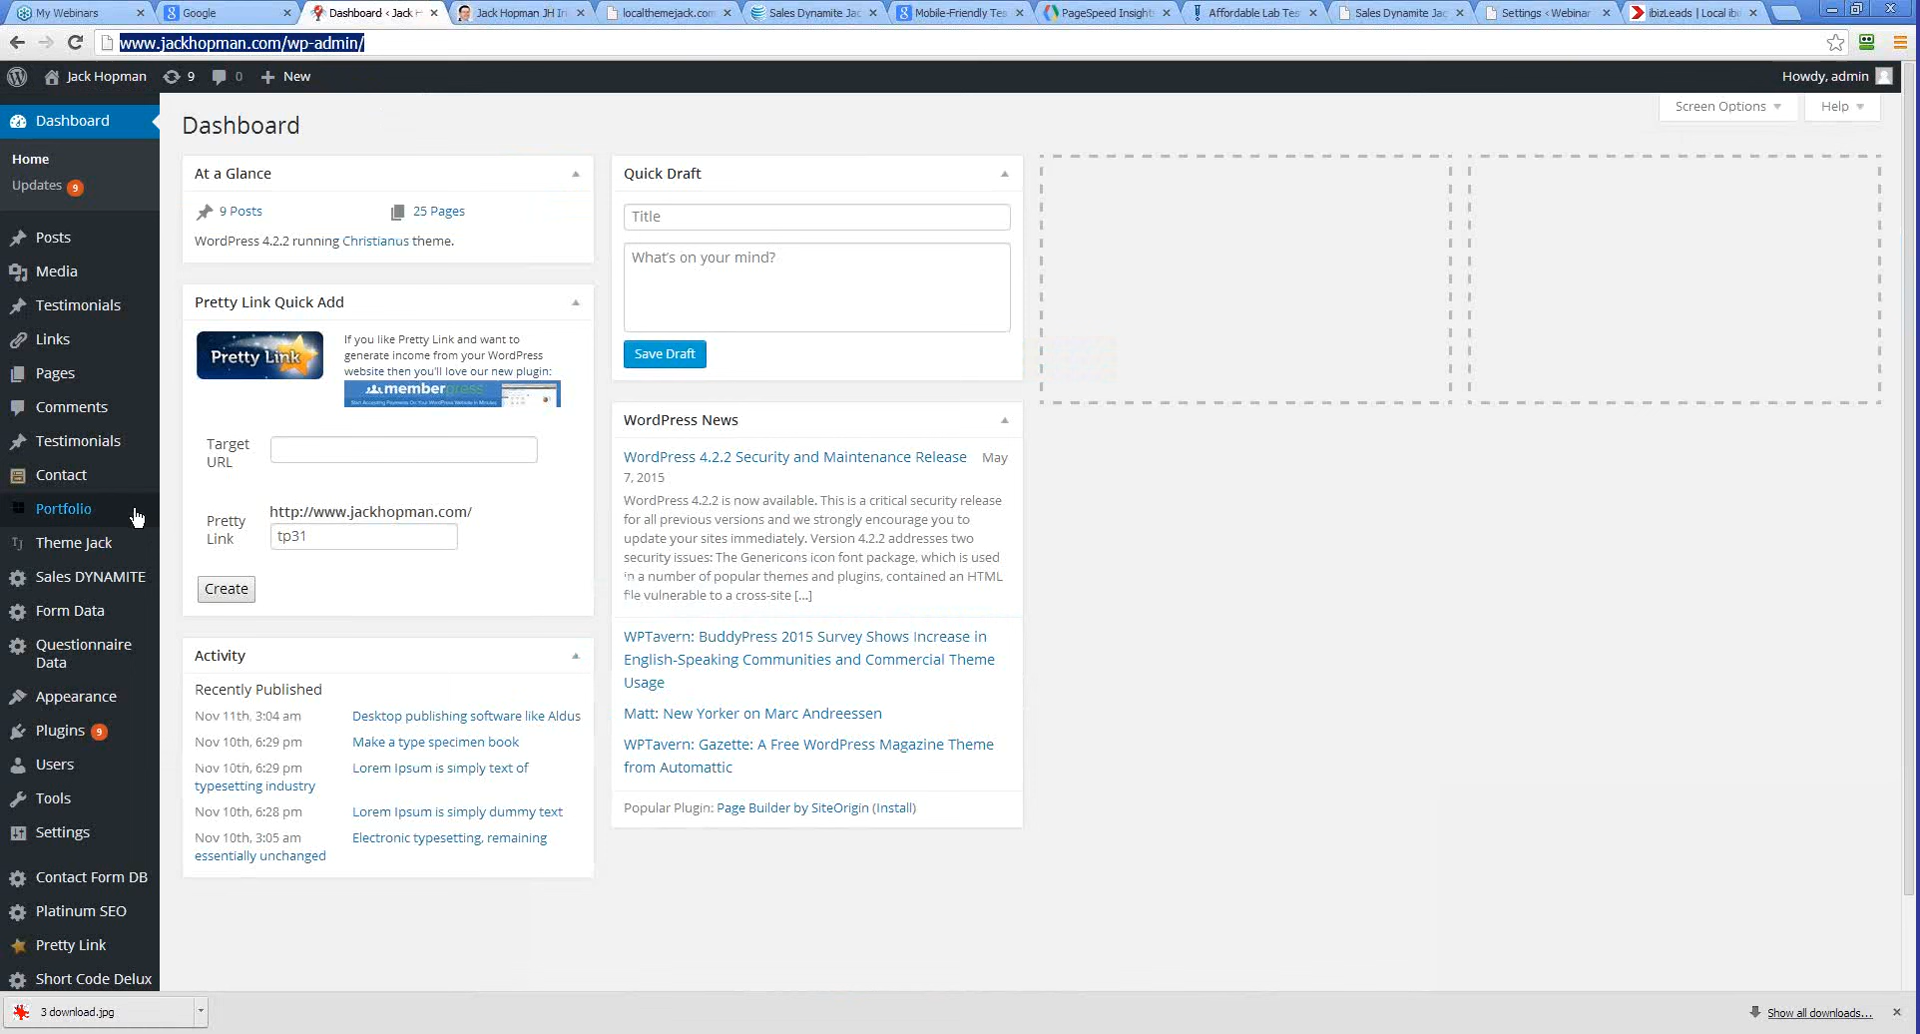 My Webinars
Google
Dashboard ‹ Jack H
Jack Hopman JH In
localthemejack.com
Sales Dynamite Jac
Mobile-Friendly Tes
PageSpeed Insight
Affordable Lab Tes
Sales Dynamite Jac
Settings ‹ Webinar
ibizLeads | Local ib
www.jackhopman.com/wp-admin/
Jack Hopman 9 0 New
Howdy, admin
Dashboard
Home
Updates 9
Posts
Media
Testimonials
Links
Pages
Comments
Testimonials
Contact
Portfolio
Theme Jack
Sales DYNAMITE
Form Data
Questionnaire
Data
Appearance
Plugins 9
Users
Tools
Settings
Contact Form DB
Platinum SEO
Pretty Link
Short Code Delux
Screen Options
Help
Dashboard
At a Glance
9 Posts
25 Pages
WordPress 4.2.2 running Christianus theme.
Pretty Link Quick Add
Pretty Link
If you like Pretty Link and want to
generate income from your WordPress
website then you'll love our new plugin:
memberpress
Start Accepting Payments On Your WordPress Website in Minutes
Target
URL
Pretty
Link
http://www.jackhopman.com/
tp31
Create
Activity
Recently Published
Nov 11th, 3:04 am Desktop publishing software like Aldus
Nov 10th, 6:29 pm Make a type specimen book
Nov 10th, 6:29 pm Lorem Ipsum is simply text of
typesetting industry
Nov 10th, 6:28 pm Lorem Ipsum is simply dummy text
Nov 10th, 3:05 am Electronic typesetting, remaining
essentially unchanged
Quick Draft
Title
What's on your mind?
Save Draft
WordPress News
WordPress 4.2.2 Security and Maintenance Release May
7, 2015
WordPress 4.2.2 is now available. This is a critical security release
for all previous versions and we strongly encourage you to
update your sites immediately. Version 4.2.2 addresses two
security issues: The Genericons icon font package, which is used
in a number of popular themes and plugins, contained an HTML
file vulnerable to a cross-site [...]
WPTavern: BuddyPress 2015 Survey Shows Increase in
English-Speaking Communities and Commercial Theme
Usage
Matt: New Yorker on Marc Andreessen
WPTavern: Gazette: A Free WordPress Magazine Theme
from Automattic
Popular Plugin: Page Builder by SiteOrigin (Install)
3 download.jpg
Show all downloads...